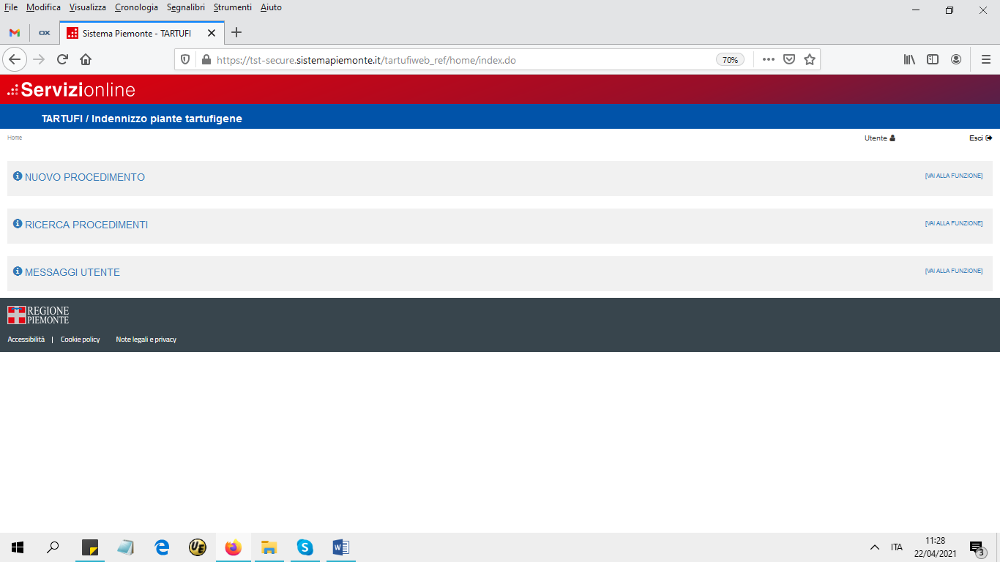 File Modifica Visualizza Cronologia Segnalibri Strumenti Aiuto
OX Sistema Piemonte - TARTUFI
https://tst-secure.sistemapiemonte.it/tartufiweb_ref/home/index.do 70%
Servizionline
TARTUFI / Indennizzo piante tartufigene
Home Utente Esci
NUOVO PROCEDIMENTO [VAI ALLA FUNZIONE]
RICERCA PROCEDIMENTI [VAI ALLA FUNZIONE]
MESSAGGI UTENTE [VAI ALLA FUNZIONE]
REGIONE
PIEMONTE
Accessibilità | Cookie policy Note legali e privacy
UE S W ITA 11:28
22/04/2021 3